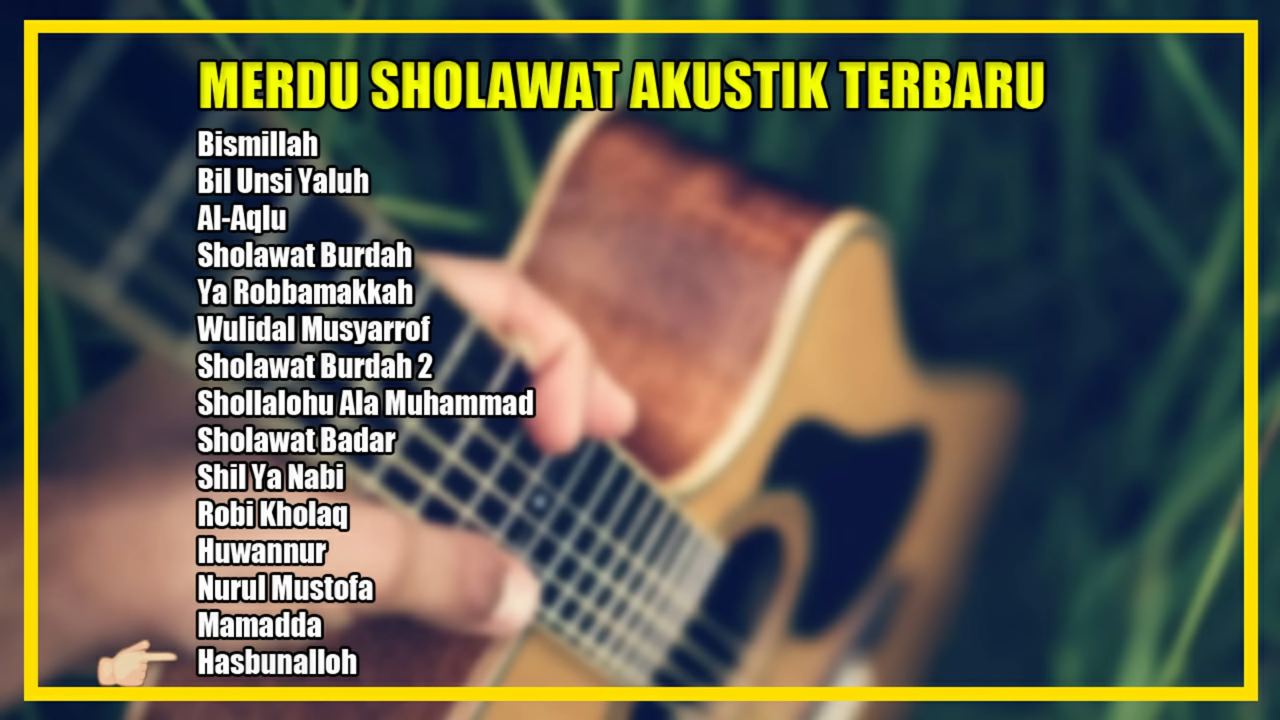 MERDU SHOLAWAT AKUSTIK TERBARU
Bismillah
Bil Unsi Yaluh
Al-Aqlu
Sholawat Burdah
Ya Robbamakkah
Wulidal Musyarrof
Sholawat Burdah 2
Shollalohu Ala Muhammad
Sholawat Badar
Shil Ya Nabi
Robi Kholaq
Huwannur
Nurul Mustofa
Mamadda
Hasbunalloh